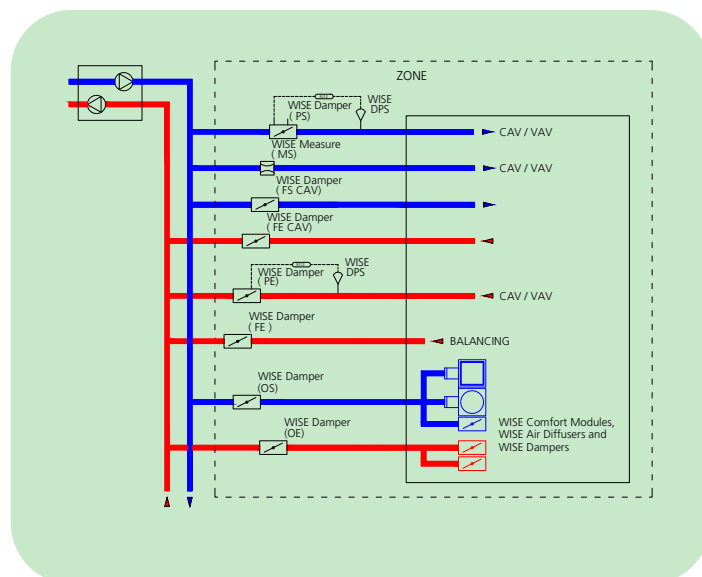 ZONE
WISE Damper
( PS)
WISE
DPS
CAV / VAV
WISE Measure
( MS)
CAV / VAV
WISE Damper
(FS CAV)
WISE Damper
( FE CAV)
WISE Damper
( PE)
WISE
DPS
CAV / VAV
WISE Damper
( FE )
BALANCING
WISE Damper
(OS)
WISE Damper
(OE)
WISE Comfort Modules,
WISE Air Diffusers and
WISE Dampers